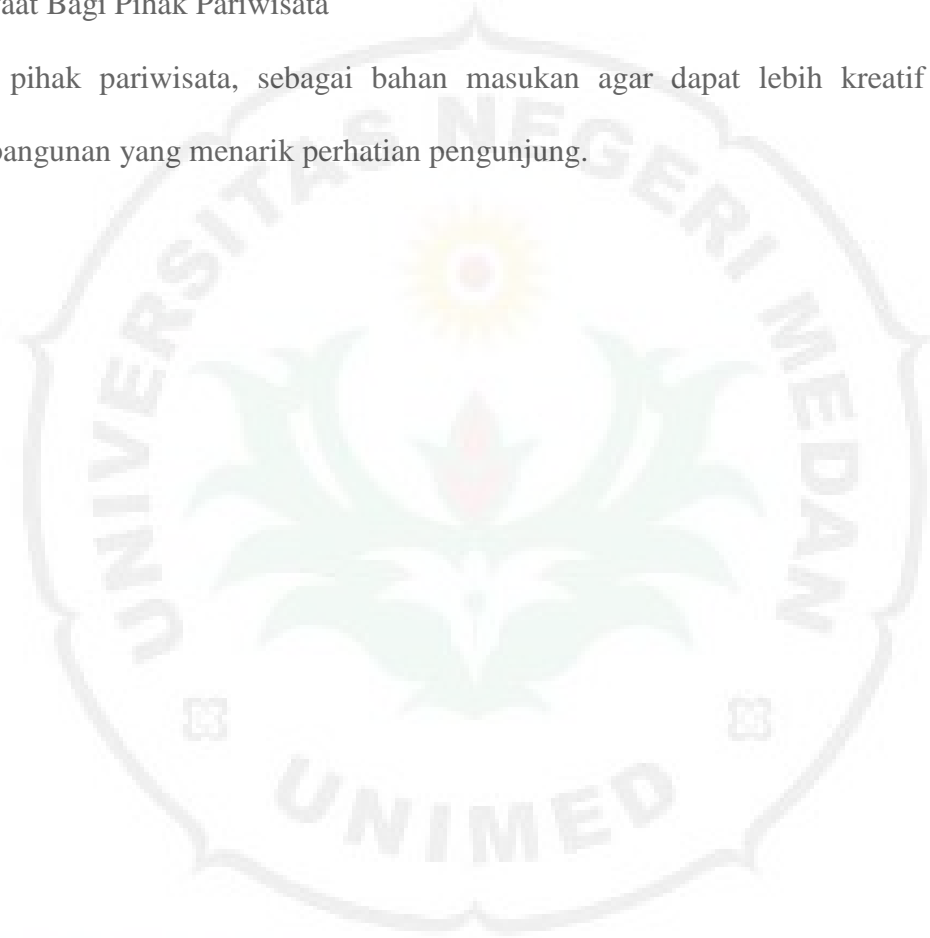 aat Bagi Pihak Pariwisata
pihak pariwisata, sebagai bahan masukan agar dapat lebih kreatif
bangunan yang menarik perhatian pengunjung.
UNIVERSITAS NEGERI MEDAN
UNIMED